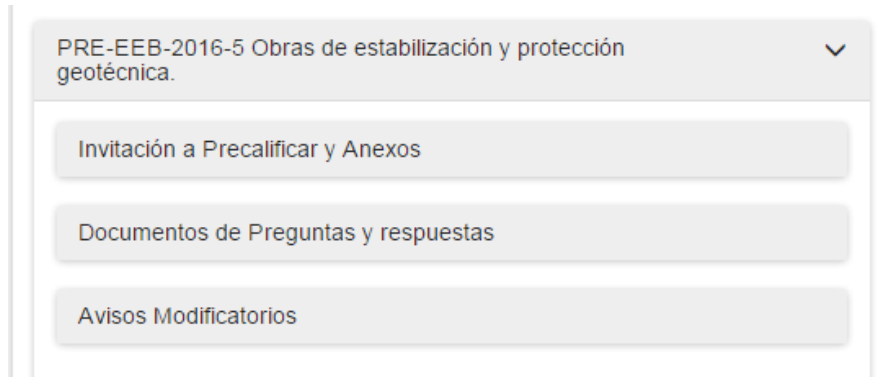 PRE-EEB-2016-5 Obras de estabilización y protección
geotécnica.
Invitación a Precalificar y Anexos
Documentos de Preguntas y respuestas
Avisos Modificatorios